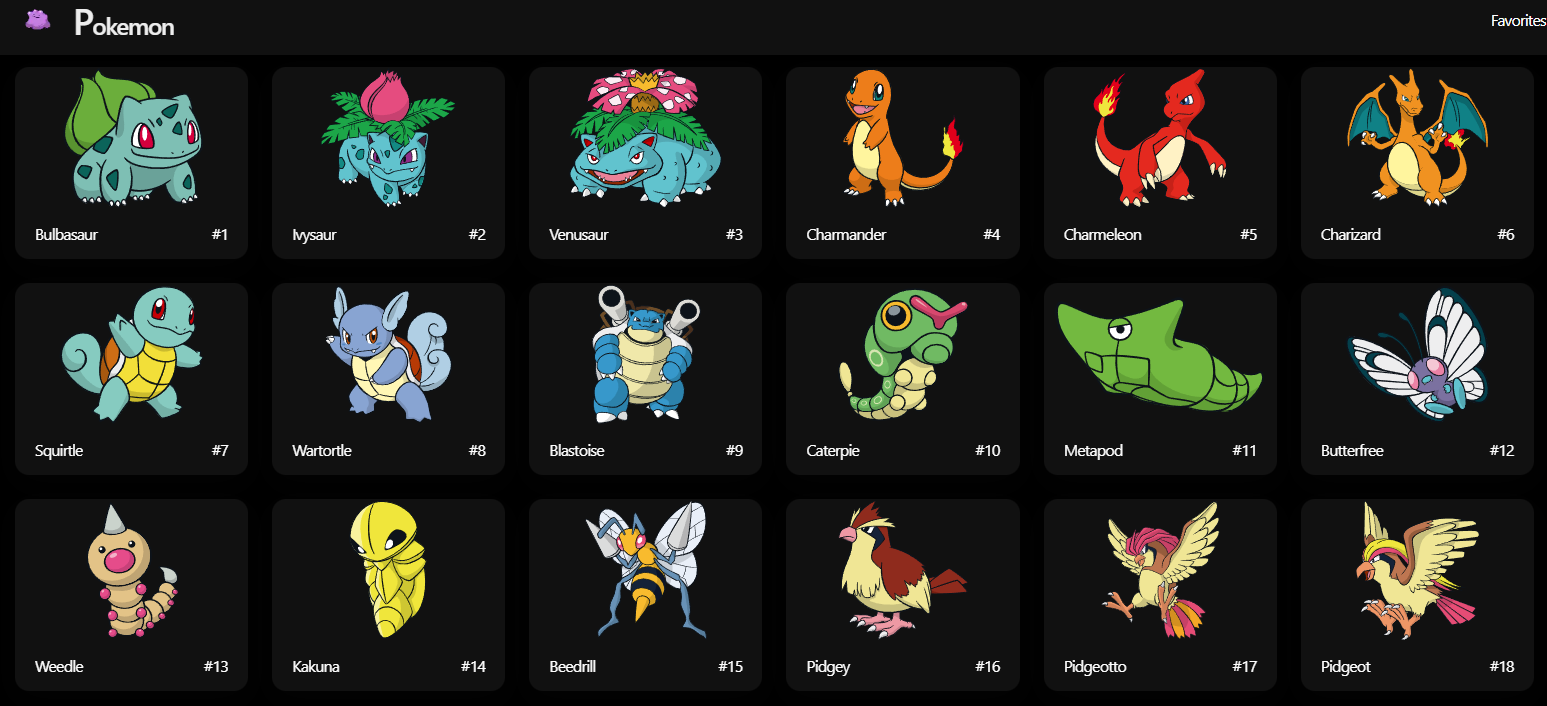 Pokemon
Favorites
Bulbasaur #1
Ivysaur #2
Venusaur #3
Charmander #4
Charmeleon #5
Charizard #6
Squirtle #7
Wartortle #8
Blastoise #9
Caterpie #10
Metapod #11
Butterfree #12
Weedle #13
Kakuna #14
Beedrill #15
Pidgey #16
Pidgeotto #17
Pidgeot #18